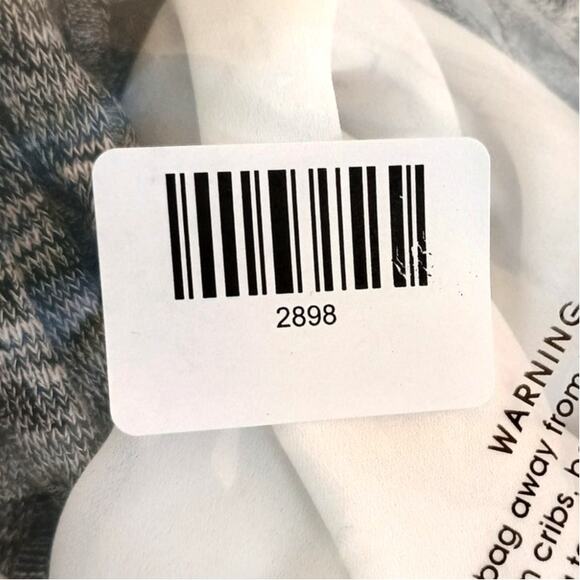 2898
WARNING
bag away from
cribs, b